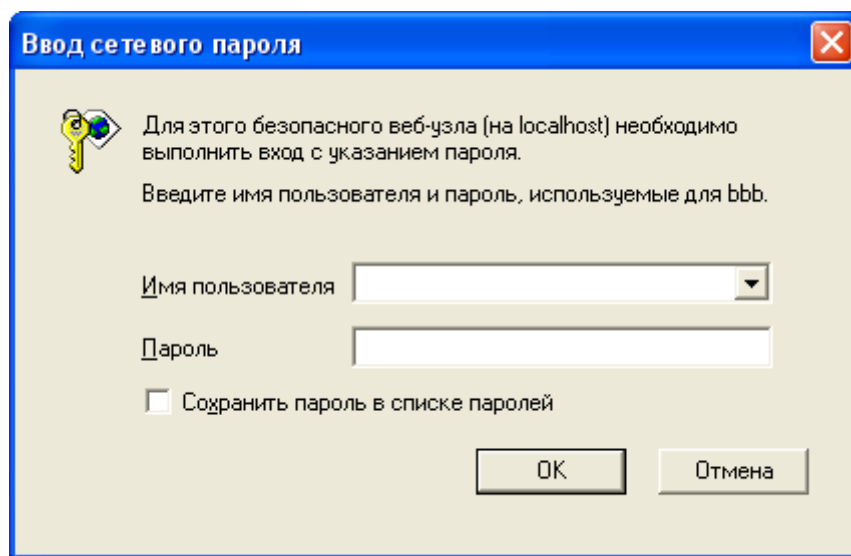 Ввод сетевого пароля
Для этого безопасного веб-узла (на localhost) необходимо
выполнить вход с указанием пароля.
Введите имя пользователя и пароль, используемые для bbb.
Имя пользователя
Пароль
Сохранить пароль в списке паролей
OK Отмена